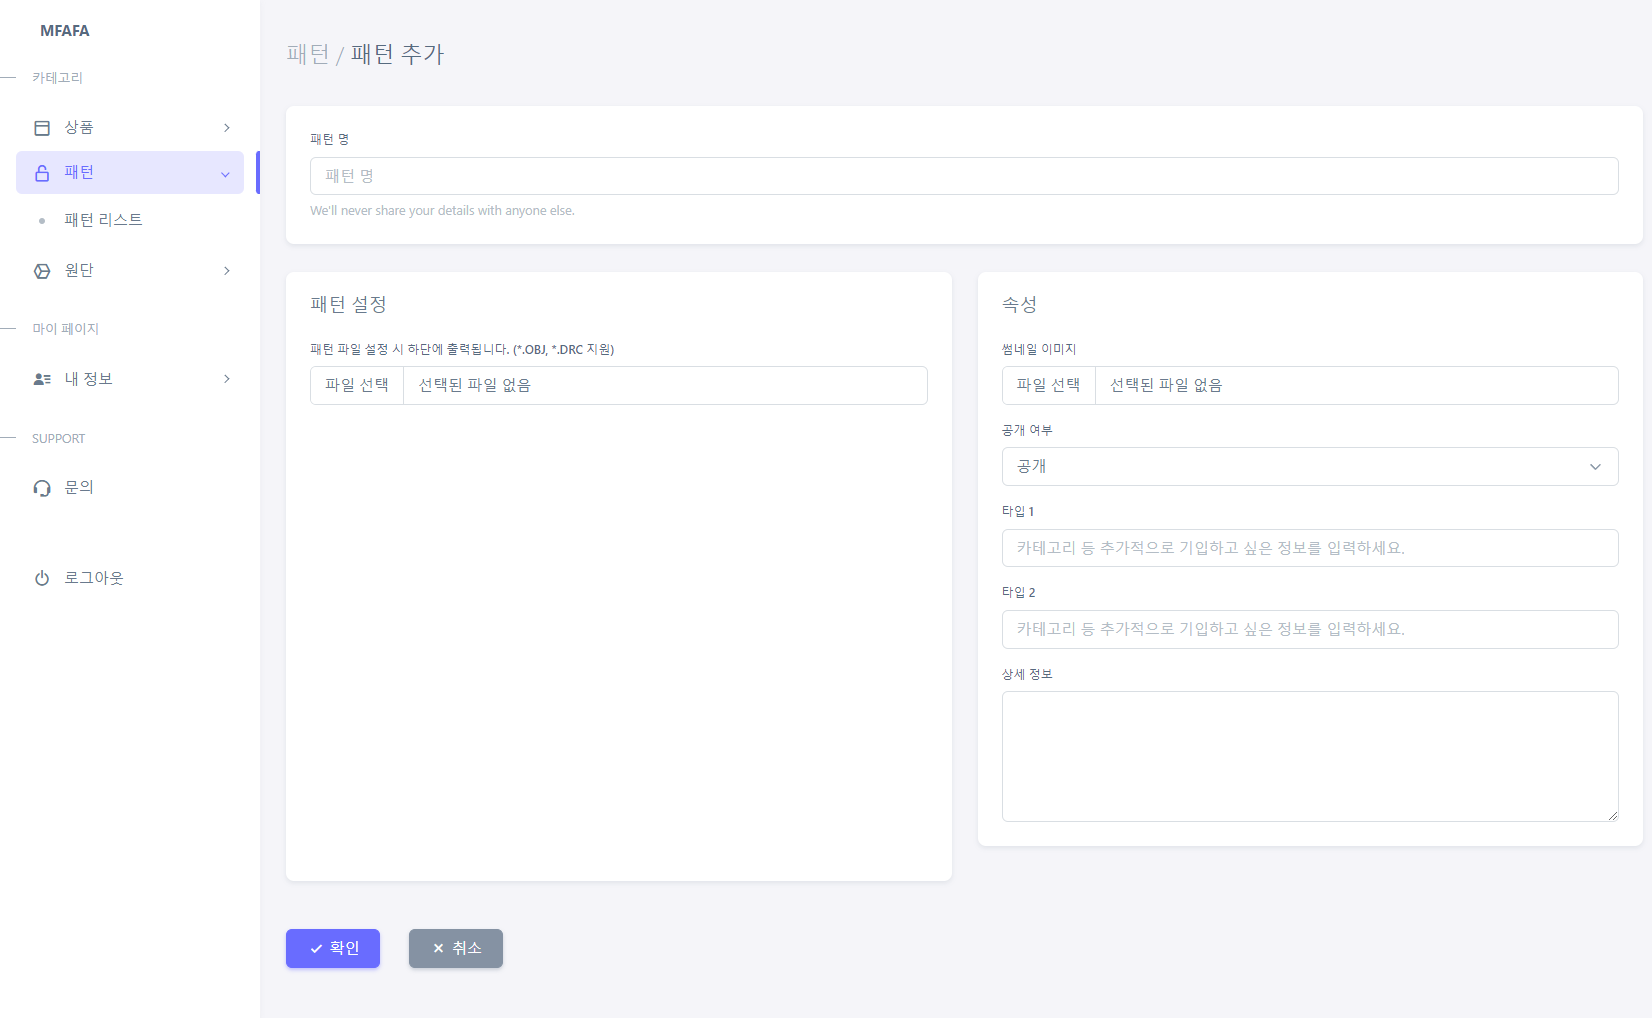 MFAFA
카테고리
상품
패턴
패턴 리스트
원단
마이 페이지
내 정보
SUPPORT
문의
로그아웃
패턴 / 패턴 추가
패턴 명
패턴 명
We'll never share your details with anyone else.
패턴 설정
패턴 파일 설정 시 하단에 출력됩니다. (*.OBJ, *.DRC 지원)
파일 선택 선택된 파일 없음
속성
썸네일 이미지
파일 선택 선택된 파일 없음
공개 여부
공개
타입 1
카테고리 등 추가적으로 기입하고 싶은 정보를 입력하세요.
타입 2
카테고리 등 추가적으로 기입하고 싶은 정보를 입력하세요.
상세 정보
확인
취소